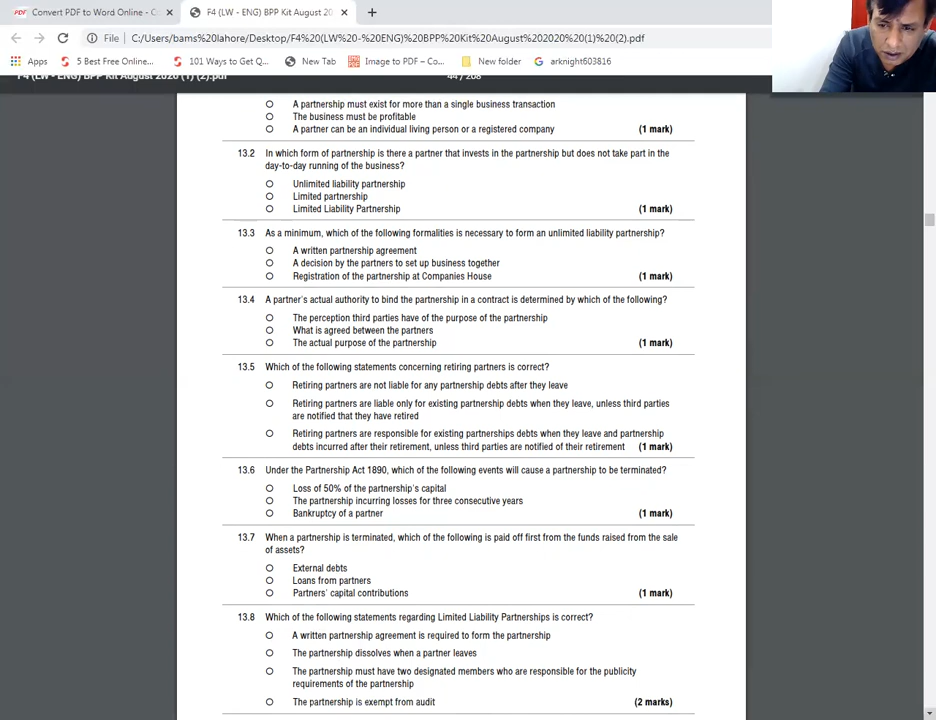 Convert PDF to Word Online - C
F4 (LW - ENG) BPP Kit August 20
File
C:/Users/bams%20lahore/Desktop/F4%20(LW%20-%20ENG)%20BPP%20Kit%20August%202020%20(1)%20(2).pdf
Apps
5 Best Free Online...
101 Ways to Get Q...
New Tab
Image to PDF – Co...
New folder
arknight603816
F4 (LW - ENG) BPP Kit August 2020 (1) (2).pdf
44 / 208
A partnership must exist for more than a single business transaction
The business must be profitable
A partner can be an individual living person or a registered company (1 mark)
13.2 In which form of partnership is there a partner that invests in the partnership but does not take part in the
day-to-day running of the business?
Unlimited liability partnership
Limited partnership
Limited Liability Partnership (1 mark)
13.3 As a minimum, which of the following formalities is necessary to form an unlimited liability partnership?
A written partnership agreement
A decision by the partners to set up business together
Registration of the partnership at Companies House (1 mark)
13.4 A partner's actual authority to bind the partnership in a contract is determined by which of the following?
The perception third parties have of the purpose of the partnership
What is agreed between the partners
The actual purpose of the partnership (1 mark)
13.5 Which of the following statements concerning retiring partners is correct?
Retiring partners are not liable for any partnership debts after they leave
Retiring partners are liable only for existing partnership debts when they leave, unless third parties
are notified that they have retired
Retiring partners are responsible for existing partnerships debts when they leave and partnership
debts incurred after their retirement, unless third parties are notified of their retirement (1 mark)
13.6 Under the Partnership Act 1890, which of the following events will cause a partnership to be terminated?
Loss of 50% of the partnership's capital
The partnership incurring losses for three consecutive years
Bankruptcy of a partner (1 mark)
13.7 When a partnership is terminated, which of the following is paid off first from the funds raised from the sale
of assets?
External debts
Loans from partners
Partners' capital contributions (1 mark)
13.8 Which of the following statements regarding Limited Liability Partnerships is correct?
A written partnership agreement is required to form the partnership
The partnership dissolves when a partner leaves
The partnership must have two designated members who are responsible for the publicity
requirements of the partnership
The partnership is exempt from audit (2 marks)